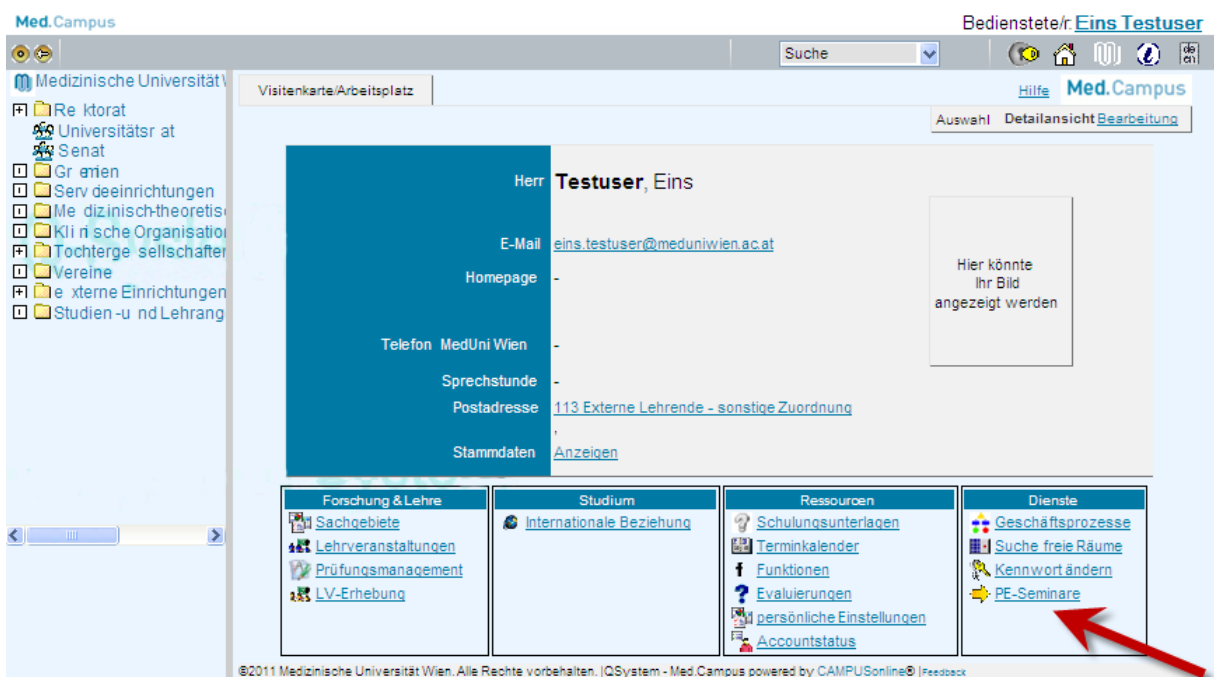 Med.Campus
Bedienstete/r: Eins Testuser
Suche
de
en
Medizinische Universität
Re ktorat
Universitätsr at
Senat
Gr emien
Serv deeinrichtungen
Me dizinisch-theoretis
Kli ni sche Organisation
Tochterge sellschaften
Vereine
e xterne Einrichtungen
Studien -u nd Lehrang
Visitenkarte/Arbeitsplatz
Hilfe Med.Campus
Auswahl Detailansicht Bearbeitung
Herr Testuser, Eins
E-Mail eins.testuser@meduniwien.ac.at
Homepage -
Telefon MedUni Wien -
Sprechstunde -
Postadresse 113 Externe Lehrende - sonstige Zuordnung
,
Stammdaten Anzeigen
Hier könnte
Ihr Bild
angezeigt werden
Forschung & Lehre
Sachgebiete
Lehrveranstaltungen
Prüfungsmanagement
LV-Erhebung
Studium
Internationale Beziehung
Ressourcen
Schulungsunterlagen
Terminkalender
Funktionen
Evaluierungen
persönliche Einstellungen
Accountstatus
Dienste
Geschäftsprozesse
Suche freie Räume
Kennwort ändern
PE-Seminare
©2011 Medizinische Universität Wien. Alle Rechte vorbehalten. |QSystem - Med.Campus powered by CAMPUSonline® |Feedback